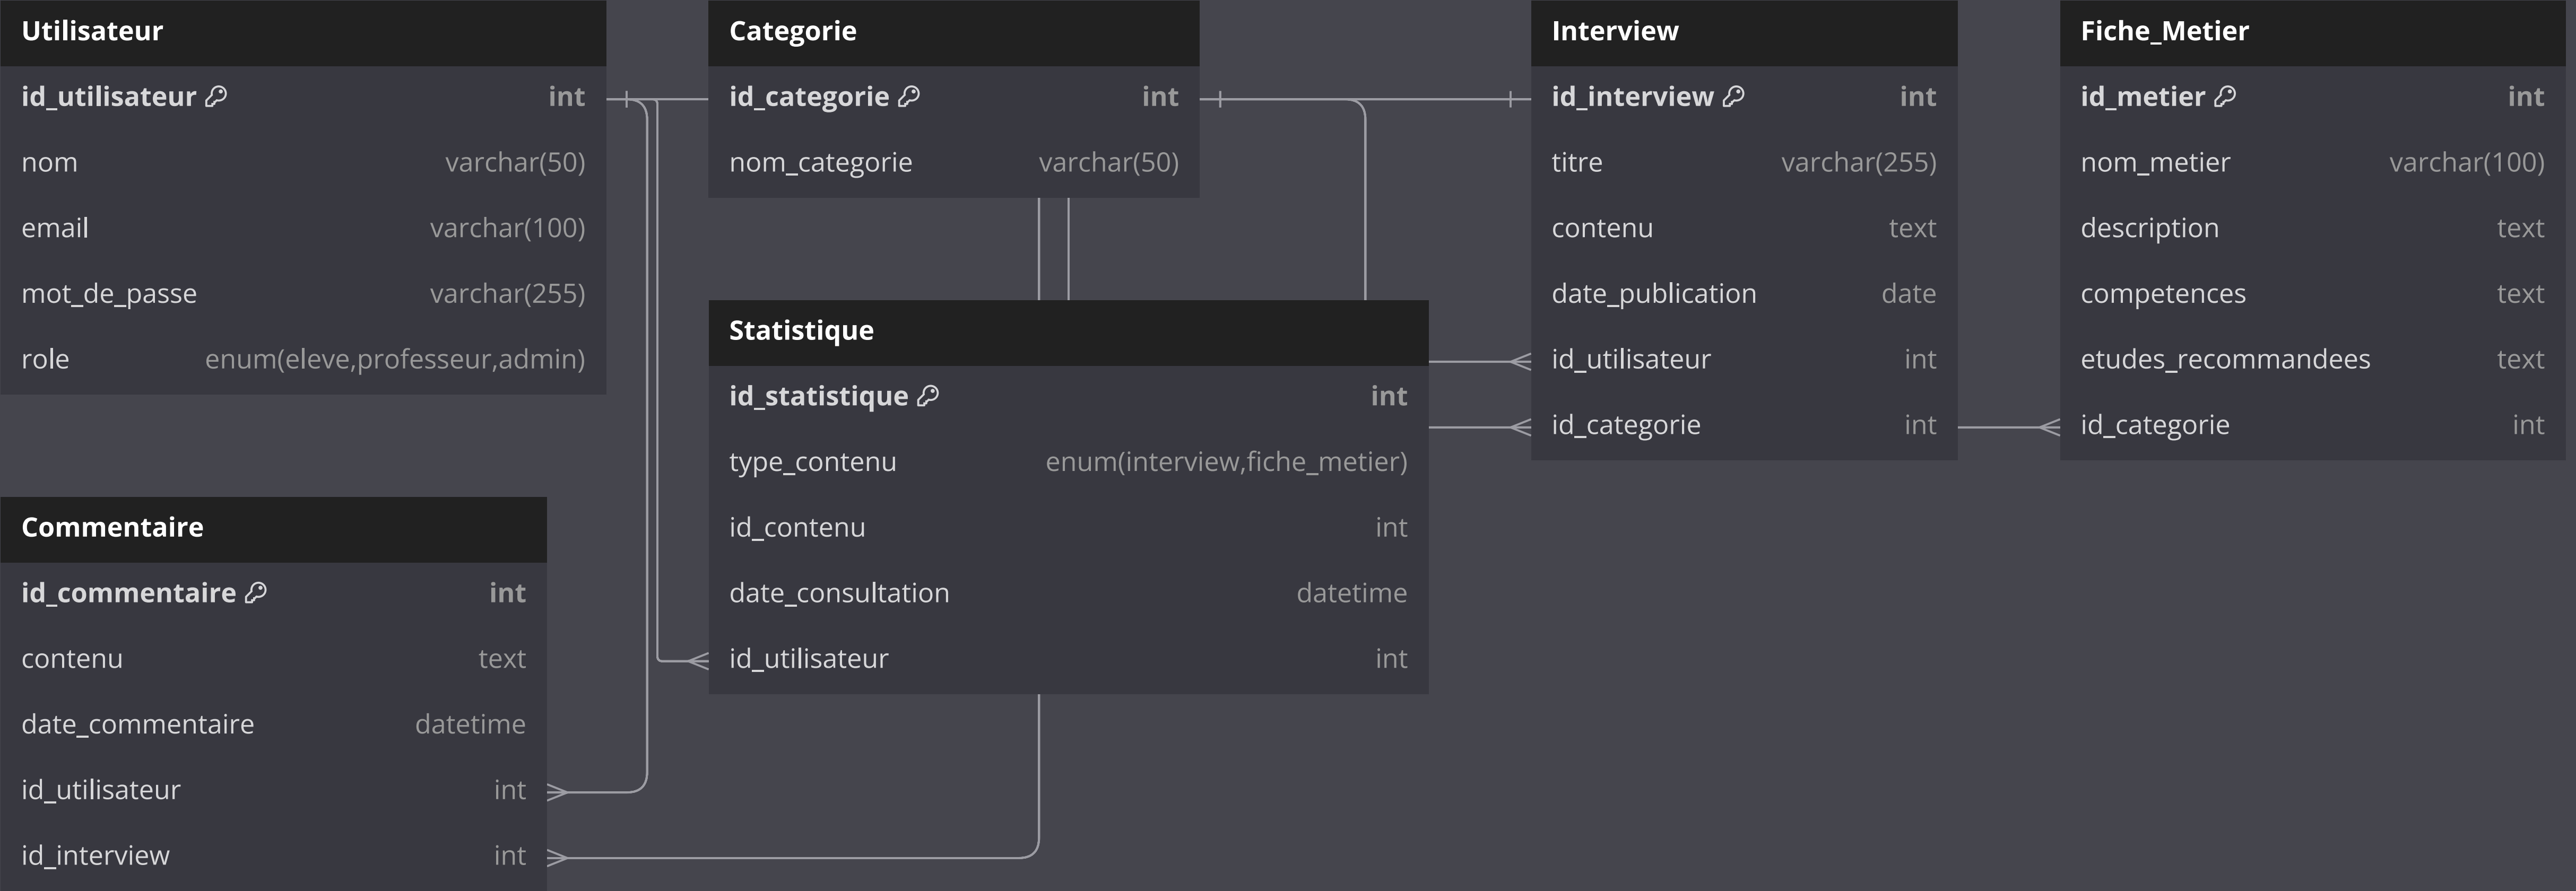 Utilisateur
id_utilisateur int
nom varchar(50)
email varchar(100)
mot_de_passe varchar(255)
role enum(eleve,professeur,admin)
Categorie
id_categorie int
nom_categorie varchar(50)
Interview
id_interview int
titre varchar(255)
contenu text
date_publication date
id_utilisateur int
id_categorie int
Fiche_Metier
id_metier int
nom_metier varchar(100)
description text
competences text
etudes_recommandees text
id_categorie int
Statistique
id_statistique int
type_contenu enum(interview,fiche_metier)
id_contenu int
date_consultation datetime
id_utilisateur int
Commentaire
id_commentaire int
contenu text
date_commentaire datetime
id_utilisateur int
id_interview int